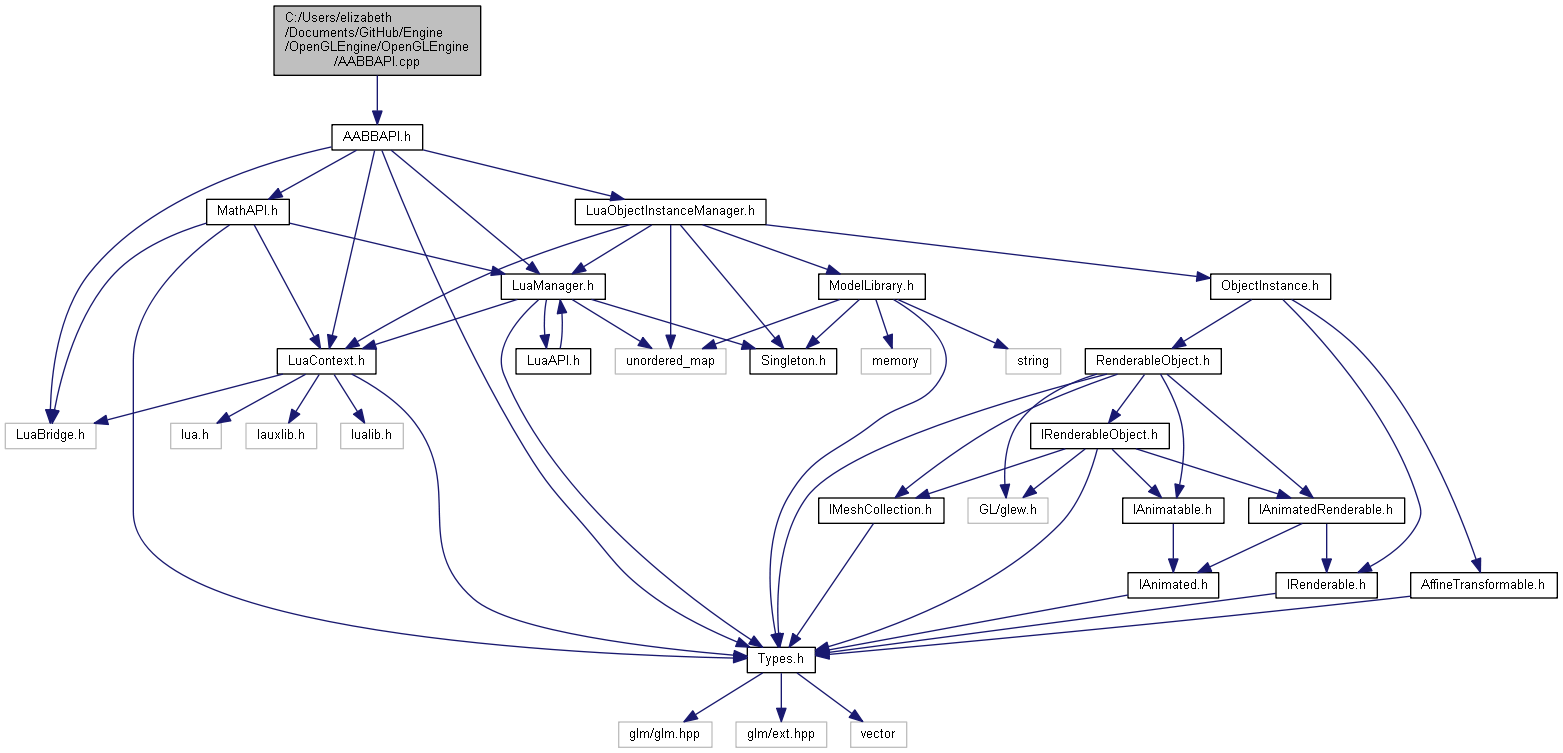 C:/Users/elizabeth
/Documents/GitHub/Engine
/OpenGLEngine/OpenGLEngine
/AABBAPI.cpp
AABBAPI.h
MathAPI.h
LuaObjectInstanceManager.h
LuaManager.h
ModelLibrary.h
ObjectInstance.h
LuaContext.h
LuaAPI.h
unordered_map
Singleton.h
memory
string
RenderableObject.h
LuaBridge.h
lua.h
lauxlib.h
lualib.h
IRenderableObject.h
IMeshCollection.h
GL/glew.h
IAnimatable.h
IAnimatedRenderable.h
IAnimated.h
IRenderable.h
AffineTransformable.h
Types.h
glm/glm.hpp
glm/ext.hpp
vector